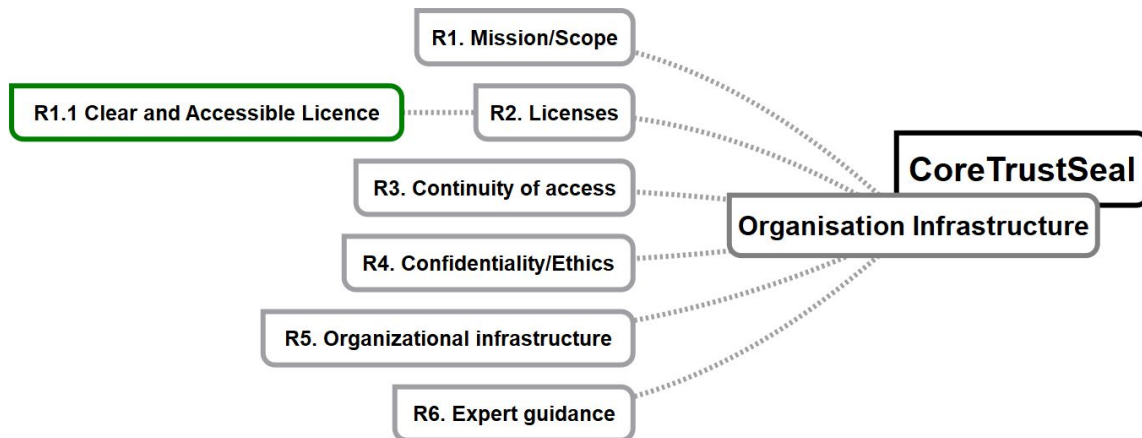 R1. Mission/Scope
R1.1 Clear and Accessible Licence
R2. Licenses
CoreTrustSeal
R3. Continuity of access
Organisation Infrastructure
R4. Confidentiality/Ethics
R5. Organizational infrastructure
R6. Expert guidance